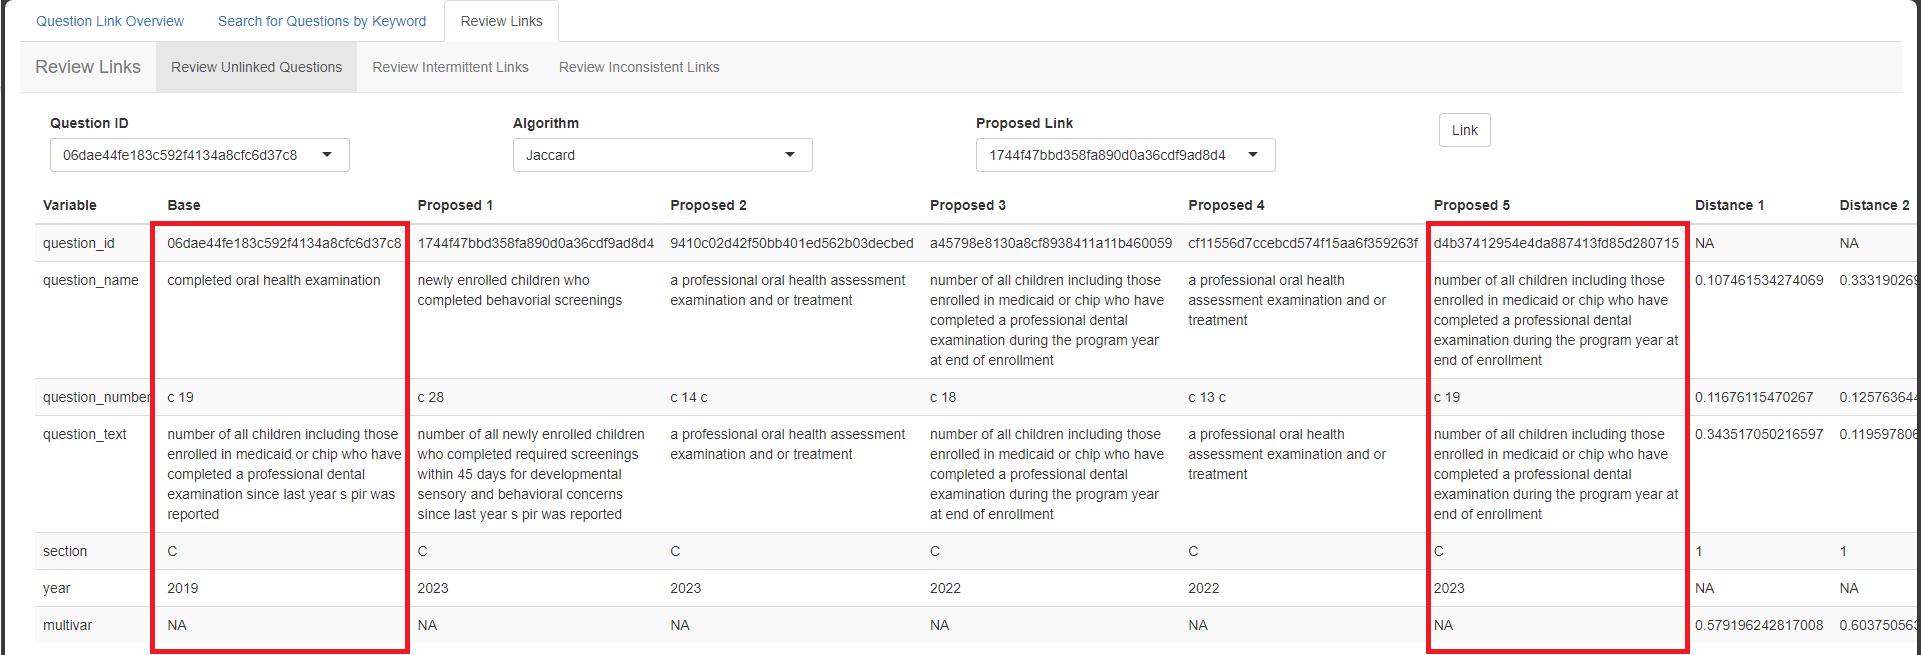 Question Link Overview Search for Questions by Keyword Review Links
Review Links Review Unlinked Questions Review Intermittent Links Review Inconsistent Links
Question ID Algorithm Proposed Link Link
06dae44fe183c592f4134a8cfc6d37c8 Jaccard 1744f47bbd358fa890d0a36cdf9ad8d4
Variable Base Proposed 1 Proposed 2 Proposed 3 Proposed 4 Proposed 5 Distance 1 Distance 2
question_id 06dae44fe183c592f4134a8cfc6d37c8 1744f47bbd358fa890d0a36cdf9ad8d4 9410c02d42f50bb401ed562b03decbed a45798e8130a8cf8938411a11b460059 cf11556d7ccebcd574f15aa6f359263f d4b37412954e4da887413fd85d280715 NA NA
question_name completed oral health examination newly enrolled children who a professional oral health assessment number of all children including those a professional oral health number of all children including those 0.107461534274069 0.333190269
completed behavorial screenings examination and or treatment enrolled in medicaid or chip who have assessment examination and or enrolled in medicaid or chip who have
completed a professional dental treatment completed a professional dental
examination during the program year examination during the program year at
at end of enrollment end of enrollment
question_number c 19 c 28 c 14 c c 18 c 13 c c 19 0.11676115470267 0.125763644
question_text number of all children including those number of all newly enrolled children a professional oral health assessment number of all children including those a professional oral health number of all children including those 0.343517050216597 0.119597806
enrolled in medicaid or chip who have who completed required screenings examination and or treatment enrolled in medicaid or chip who have assessment examination and or enrolled in medicaid or chip who have
completed a professional dental within 45 days for developmental completed a professional dental treatment completed a professional dental
examination since last year s pir was sensory and behavioral concerns examination during the program year examination during the program year at
reported since last year s pir was reported at end of enrollment end of enrollment
section C C C C C C 1 1
year 2019 2023 2023 2022 2022 2023 NA NA
multivar NA NA NA NA NA NA 0.579196242817008 0.603750563